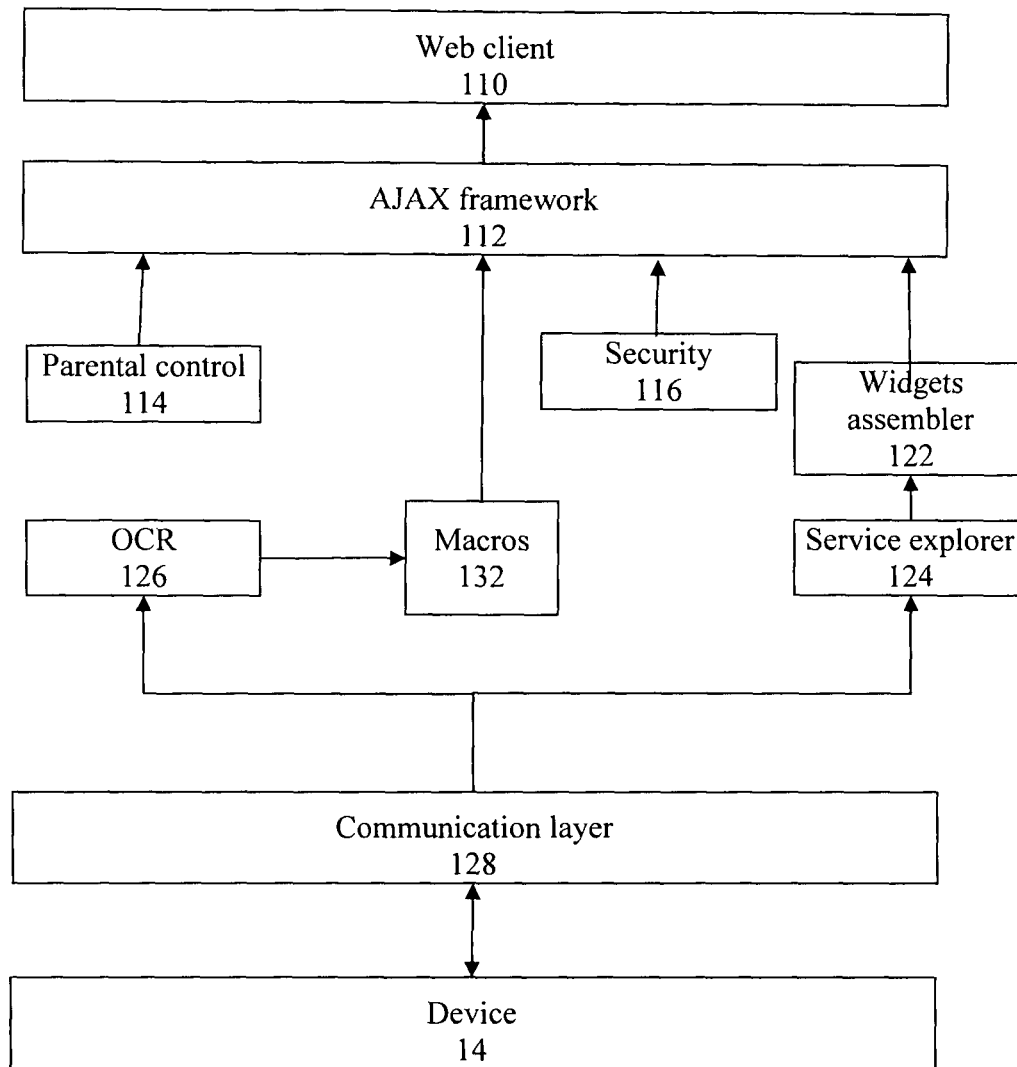 Web client
110
AJAX framework
112
Parental control
114
Security
116
Widgets
assembler
122
OCR
126
Macros
132
Service explorer
124
Communication layer
128
Device
14